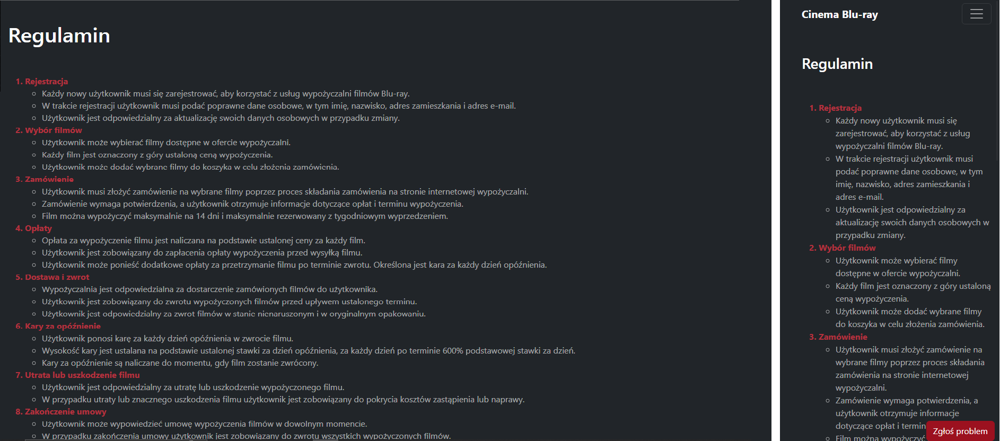 Regulamin
1. Rejestracja
Każdy nowy użytkownik musi się zarejestrować, aby korzystać z usług wypożyczalni filmów Blu-ray.
W trakcie rejestracji użytkownik musi podać poprawne dane osobowe, w tym imię, nazwisko, adres zamieszkania i adres e-mail.
Użytkownik jest odpowiedzialny za aktualizację swoich danych osobowych w przypadku zmiany.
2. Wybór filmów
Użytkownik może wybierać filmy dostępne w ofercie wypożyczalni.
Każdy film jest oznaczony z góry ustaloną ceną wypożyczenia.
Użytkownik może dodać wybrane filmy do koszyka w celu złożenia zamówienia.
3. Zamówienie
Użytkownik musi złożyć zamówienie na wybrane filmy poprzez proces składania zamówienia na stronie internetowej wypożyczalni.
Zamówienie wymaga potwierdzenia, a użytkownik otrzymuje informacje dotyczące opłat i terminu wypożyczenia.
Film można wypożyczyć maksymalnie na 14 dni i maksymalnie rezerwowany z tygodniowym wyprzedzeniem.
4. Opłaty
Opłata za wypożyczenie filmu jest naliczana na podstawie ustalonej ceny za każdy film.
Użytkownik jest zobowiązany do zapłacenia opłaty wypożyczenia przed wysyłką filmu.
Użytkownik może ponieść dodatkowe opłaty za przetrzymanie filmu po terminie zwrotu. Określona jest kara za każdy dzień opóźnienia.
5. Dostawa i zwrot
Wypożyczalnia jest odpowiedzialna za dostarczenie zamówionych filmów do użytkownika.
Użytkownik jest zobowiązany do zwrotu wypożyczonych filmów przed upływem ustalonego terminu.
Użytkownik jest odpowiedzialny za zwrot filmów w stanie nienaruszonym i w oryginalnym opakowaniu.
6. Kary za opóźnienie
Użytkownik ponosi karę za każdy dzień opóźnienia w zwrocie filmu.
Wysokość kary jest ustalana na podstawie ustalonej stawki za dzień opóźnienia, za każdy dzień po terminie 600% podstawowej stawki za dzień.
Kary za opóźnienie są naliczane do momentu, gdy film zostanie zwrócony.
7. Utrata lub uszkodzenie filmu
Użytkownik jest odpowiedzialny za utratę lub uszkodzenie wypożyczonego filmu.
W przypadku utraty lub znacznego uszkodzenia filmu użytkownik jest zobowiązany do pokrycia kosztów zastąpienia lub naprawy.
8. Zakończenie umowy
Użytkownik może wypowiedzieć umowę wypożyczenia filmów w dowolnym momencie.
W przypadku zakończenia umowy użytkownik jest zobowiązany do zwrotu wszystkich wypożyczonych filmów.
Cinema Blu-ray
Regulamin
1. Rejestracja
Każdy nowy użytkownik musi się
zarejestrować, aby korzystać z usług
wypożyczalni filmów Blu-ray.
W trakcie rejestracji użytkownik musi
podać poprawne dane osobowe, w tym
imię, nazwisko, adres zamieszkania i
adres e-mail.
Użytkownik jest odpowiedzialny za
aktualizację swoich danych osobowych w
przypadku zmiany.
2. Wybór filmów
Użytkownik może wybierać filmy
dostępne w ofercie wypożyczalni.
Każdy film jest oznaczony z góry ustaloną
ceną wypożyczenia.
Użytkownik może dodać wybrane filmy
do koszyka w celu złożenia zamówienia.
3. Zamówienie
Użytkownik musi złożyć zamówienie na
wybrane filmy poprzez proces składania
zamówienia na stronie internetowej
wypożyczalni.
Zamówienie wymaga potwierdzenia, a
użytkownik otrzymuje informacje
dotyczące opłat i termin
Film można wypożyczyć
Zgłoś problem